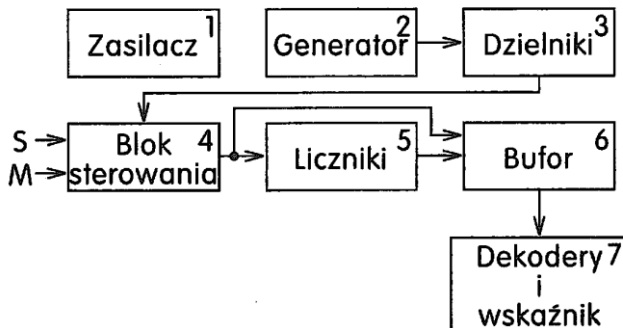 Zasilacz 1
Generator 2
Dzielniki 3
S
M
Blok 4
sterowania
Liczniki 5
Bufor 6
Dekodery 7
i
wskaźnik